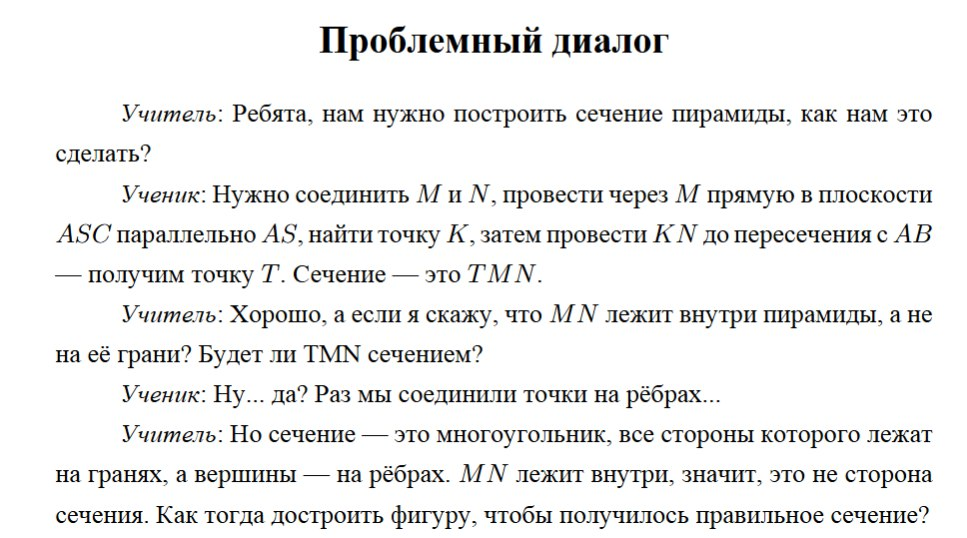 Проблемный диалог
Учитель: Ребята, нам нужно построить сечение пирамиды, как нам это
сделать?
Ученик: Нужно соединить M и N, провести через M прямую в плоскости
ASC параллельно AS, найти точку K, затем провести KN до пересечения с AB
— получим точку T. Сечение — это TMN.
Учитель: Хорошо, а если я скажу, что MN лежит внутри пирамиды, а не
на её грани? Будет ли TMN сечением?
Ученик: Ну... да? Раз мы соединили точки на рёбрах...
Учитель: Но сечение — это многоугольник, все стороны которого лежат
на гранях, а вершины — на рёбрах. MN лежит внутри, значит, это не сторона
сечения. Как тогда достроить фигуру, чтобы получилось правильное сечение?